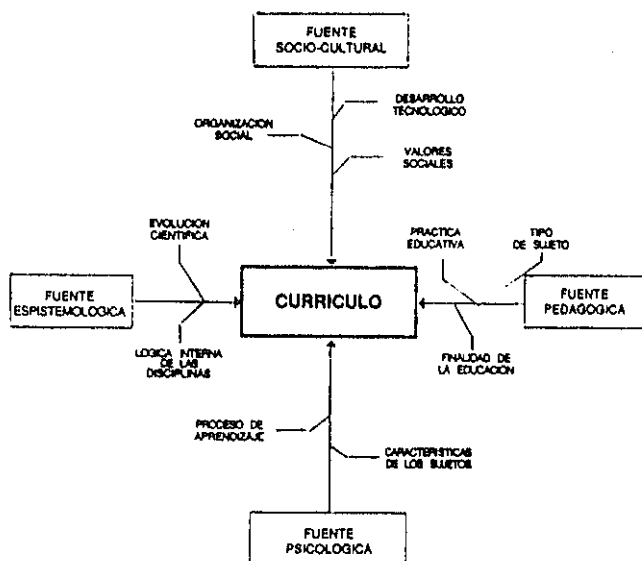 FUENTE
SOCIO-CULTURAL
DESARROLLO
TECNOLOGICO
ORGANIZACION
SOCIAL
VALORES
SOCIALES
EVOLUCION
CIENTIFICA
PRACTICA
EDUCATIVA
TIPO
DE SUJETO
FUENTE
ESPISTEMOLOGICA
CURRICULO
FUENTE
PEDAGOGICA
LOGICA INTERNA
DE LAS
DISCIPLINAS
FINALIDAD DE
LA EDUCACION
PROCESO DE
APRENDIZAJE
CARACTERISTICAS
DE LOS SUJETOS
FUENTE
PSICOLOGICA